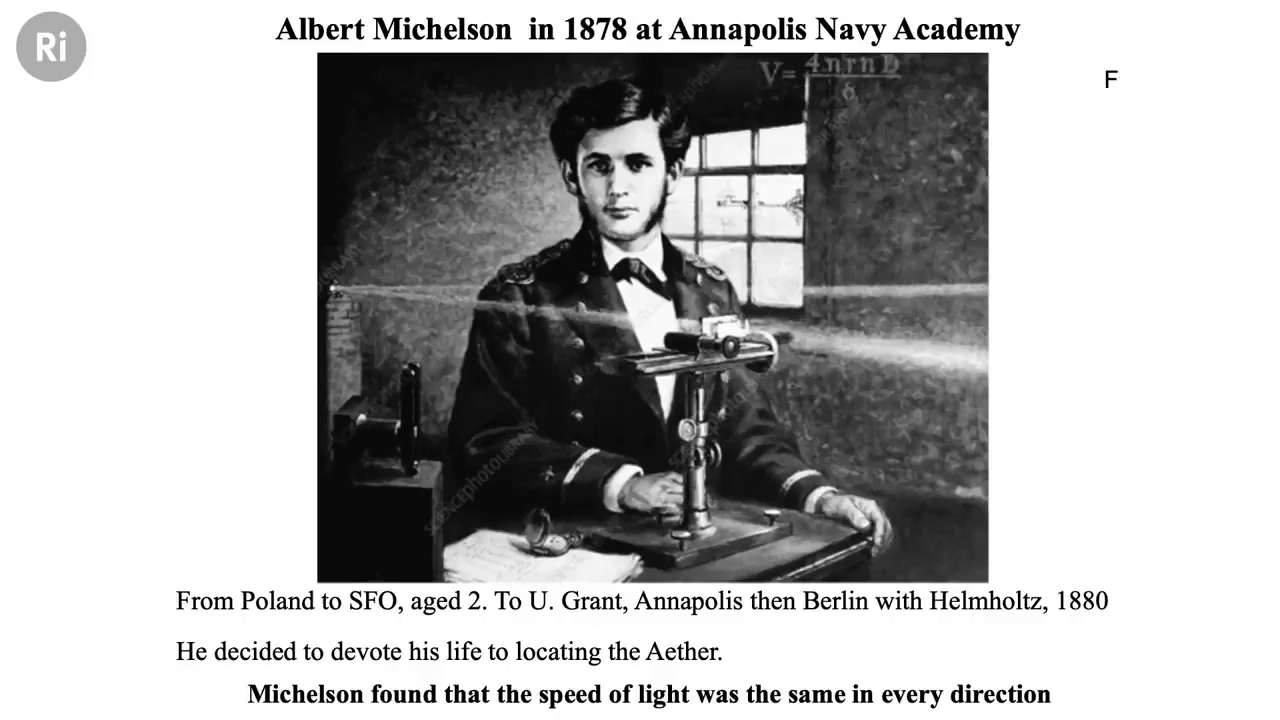 Ri
Albert Michelson in 1878 at Annapolis Navy Academy
F
From Poland to SFO, aged 2. To U. Grant, Annapolis then Berlin with Helmholtz, 1880
He decided to devote his life to locating the Aether.
Michelson found that the speed of light was the same in every direction